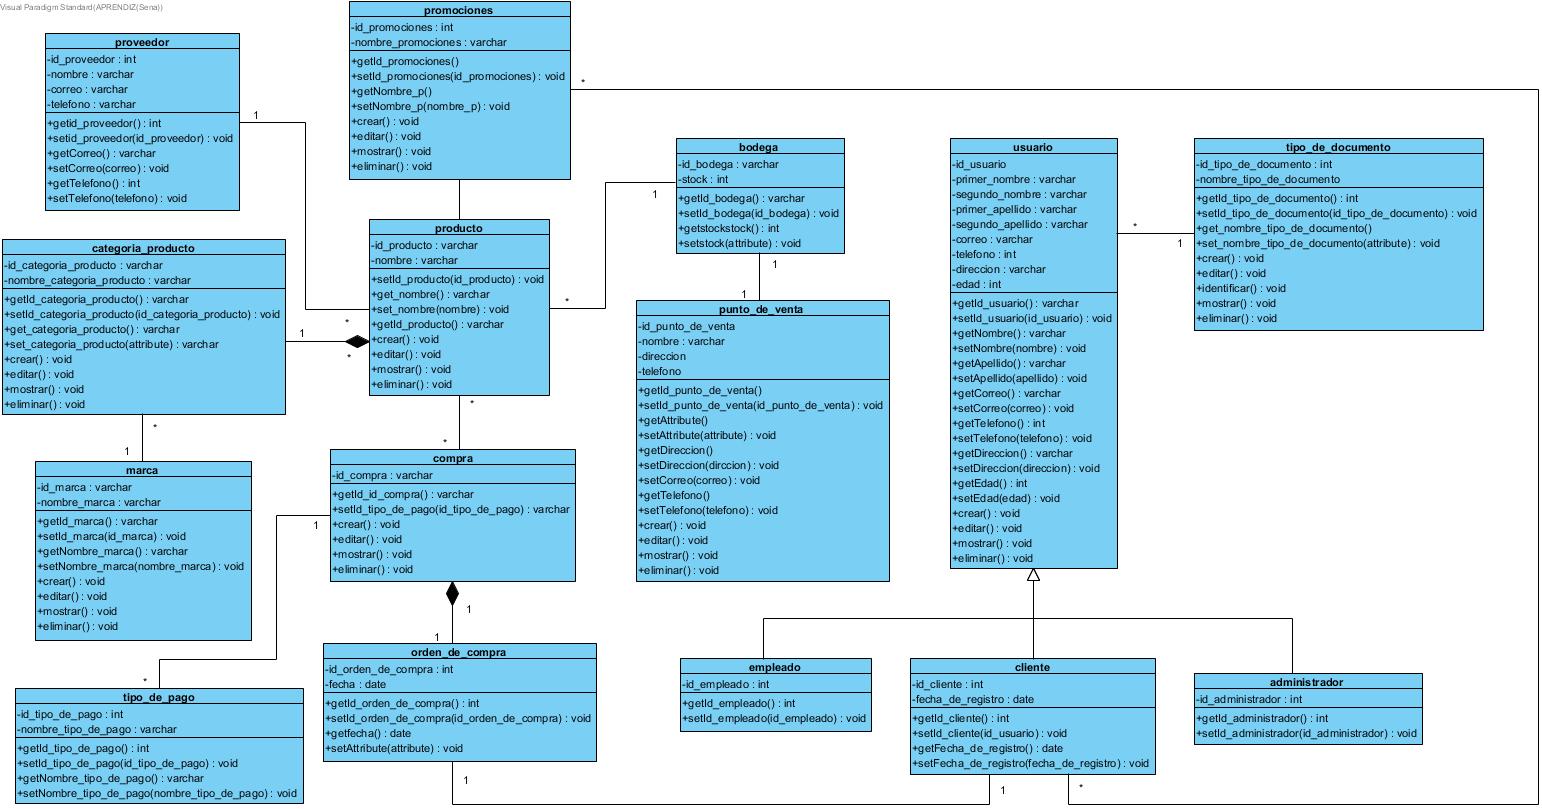 Visual Paradigm Standard(APRENDIZ(Sena))
promociones
-id_promociones : int
-nombre_promociones : varchar
+getId_promociones()
+setId_promociones(id_promociones) : void
+getNombre_p()
+setNombre_p(nombre_p) : void
+crear() : void
+editar() : void
+mostrar() : void
+eliminar() : void
*
proveedor
-id_proveedor : int
-nombre : varchar
-correo : varchar
-telefono : varchar
+getid_proveedor() : int
+setid_proveedor(id_proveedor) : void
+getCorreo() : varchar
+setCorreo(correo) : void
+getTelefono() : int
+setTelefono(telefono) : void
1
bodega
-id_bodega : varchar
-stock : int
+getId_bodega() : varchar
+setId_bodega(id_bodega) : void
+getstockstock() : int
+setstock(attribute) : void
1
1
usuario
-id_usuario
-primer_nombre : varchar
-segundo_nombre : varchar
-primer_apellido : varchar
-segundo_apellido : varchar
-correo : varchar
-telefono : int
-direccion : varchar
-edad : int
+getId_usuario() : varchar
+setId_usuario(id_usuario) : void
+getNombre() : varchar
+setNombre(nombre) : void
+getApellido() : varchar
+setApellido(apellido) : void
+getCorreo() : varchar
+setCorreo(correo) : void
+getTelefono() : int
+setTelefono(telefono) : void
+getDireccion() : varchar
+setDireccion(direccion) : void
+getEdad() : int
+setEdad(edad) : void
+crear() : void
+editar() : void
+mostrar() : void
+eliminar() : void
*
1
tipo_de_documento
-id_tipo_de_documento : int
-nombre_tipo_de_documento
+getId_tipo_de_documento() : int
+setId_tipo_de_documento(id_tipo_de_documento) : void
+get_nombre_tipo_de_documento()
+set_nombre_tipo_de_documento(attribute) : void
+crear() : void
+editar() : void
+identificar() : void
+mostrar() : void
+eliminar() : void
producto
-id_producto : varchar
-nombre : varchar
+setId_producto(id_producto) : void
+get_nombre() : varchar
+set_nombre(nombre) : void
+getId_producto() : varchar
+crear() : void
+editar() : void
+mostrar() : void
+eliminar() : void
*
*
*
*
categoria_producto
-id_categoria_producto : varchar
-nombre_categoria_producto : varchar
+getId_categoria_producto() : varchar
+setId_categoria_producto(id_categoria_producto) : void
+get_categoria_producto() : varchar
+set_categoria_producto(attribute) : varchar
+crear() : void
+editar() : void
+mostrar() : void
+eliminar() : void
1
*
1
punto_de_venta
-id_punto_de_venta
-nombre : varchar
-direccion
-telefono
+getId_punto_de_venta()
+setId_punto_de_venta(id_punto_de_venta) : void
+getAttribute()
+setAttribute(attribute) : void
+getDireccion()
+setDireccion(dirccion) : void
+setCorreo(correo) : void
+getTelefono()
+setTelefono(telefono) : void
+crear() : void
+editar() : void
+mostrar() : void
+eliminar() : void
1
marca
-id_marca : varchar
-nombre_marca : varchar
+getId_marca() : varchar
+setId_marca(id_marca) : void
+getNombre_marca() : varchar
+setNombre_marca(nombre_marca) : void
+crear() : void
+editar() : void
+mostrar() : void
+eliminar() : void
*
compra
-id_compra : varchar
+getId_id_compra() : varchar
+setId_tipo_de_pago(id_tipo_de_pago) : varchar
+crear() : void
+editar() : void
+mostrar() : void
+eliminar() : void
1
1
1
orden_de_compra
-id_orden_de_compra : int
-fecha : date
+getId_orden_de_compra() : int
+setId_orden_de_compra(id_orden_de_compra) : void
+getfecha() : date
+setAttribute(attribute) : void
1
*
tipo_de_pago
-id_tipo_de_pago : int
-nombre_tipo_de_pago : varchar
+getId_tipo_de_pago() : int
+setId_tipo_de_pago(id_tipo_de_pago) : void
+getNombre_tipo_de_pago() : varchar
+setNombre_tipo_de_pago(nombre_tipo_de_pago) : void
empleado
-id_empleado : int
+getId_empleado() : int
+setId_empleado(id_empleado) : void
cliente
-id_cliente : int
-fecha_de_registro : date
+getId_cliente() : int
+setId_cliente(id_usuario) : void
+getFecha_de_registro() : date
+setFecha_de_registro(fecha_de_registro) : void
1
*
administrador
-id_administrador : int
+getId_administrador() : int
+setId_administrador(id_administrador) : void